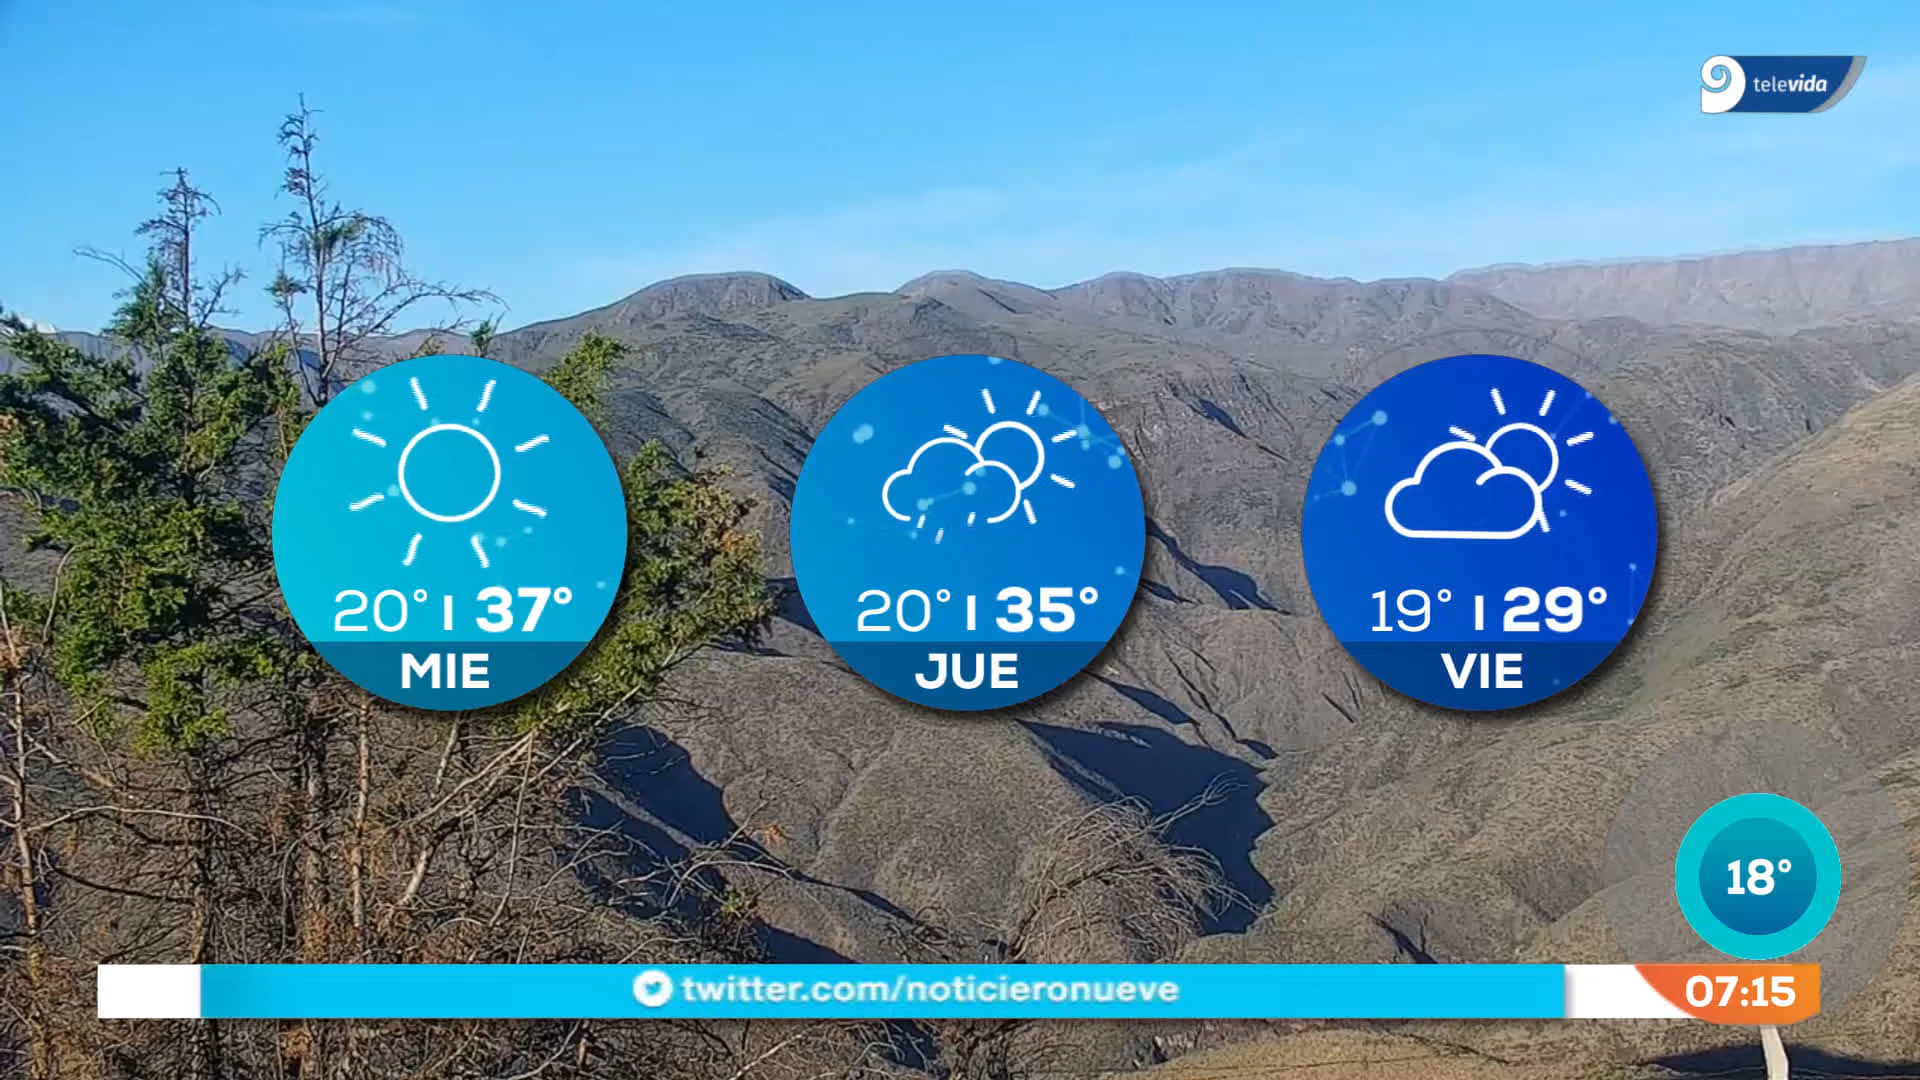 televida
20° | 37°
MIE
20° | 35°
JUE
19° | 29°
VIE
18°
twitter.com/noticieronueve
07:15